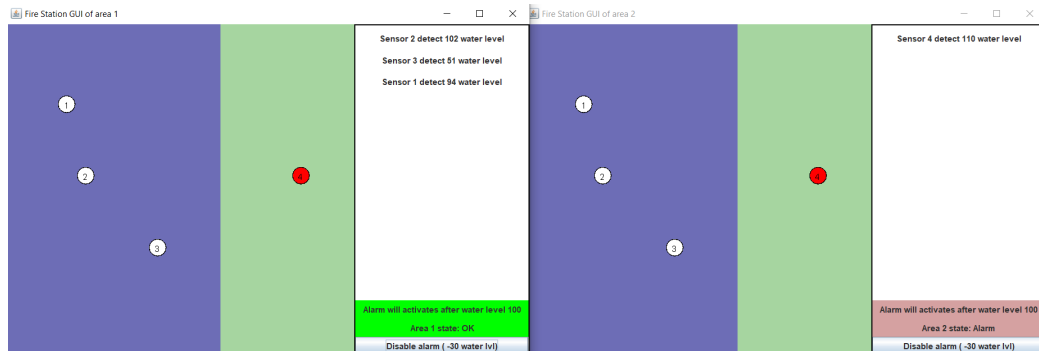 Fire Station GUI of area 1
Sensor 2 detect 102 water level
Sensor 3 detect 51 water level
Sensor 1 detect 94 water level
1
2
4
3
Alarm will activates after water level 100
Area 1 state: OK
Disable alarm ( -30 water lvl)
Fire Station GUI of area 2
Sensor 4 detect 110 water level
1
2
4
3
Alarm will activates after water level 100
Area 2 state: Alarm
Disable alarm ( -30 water lvl)